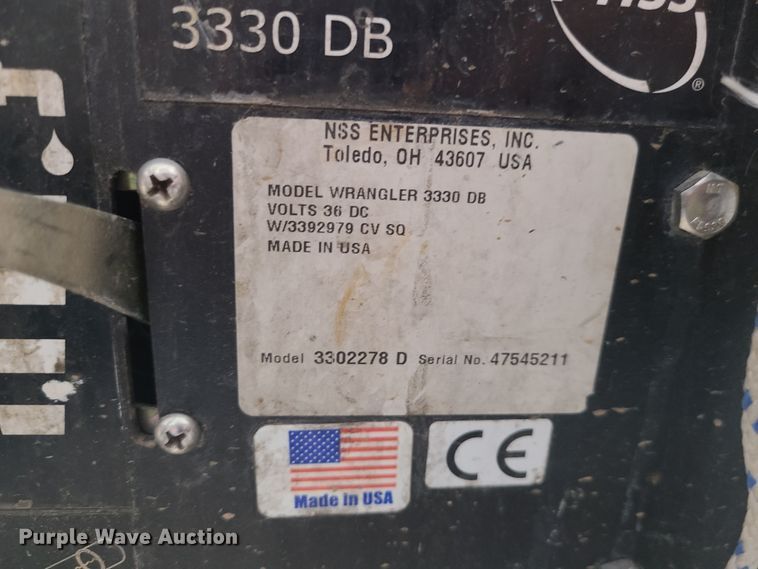 3330 DB
NSS
®
NSS ENTERPRISES, INC.
Toledo, OH 43607 USA
MODEL WRANGLER 3330 DB
VOLTS 36 DC
W/3392979 CV SQ
MADE IN USA
Model 3302278 D Serial No. 47545211
Made in USA
CE
Purple Wave Auction